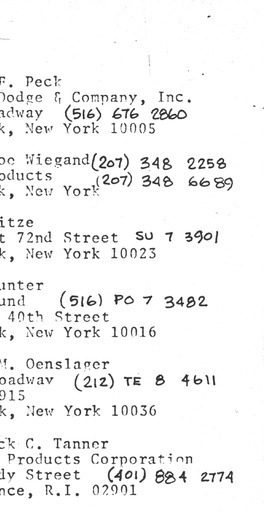 F. Peck
Dodge & Company, Inc.
adway (516) 676 2860
k, New York 10005
oe Wiegand (207) 348 2258
oducts (207) 348 6689
k, New York
itze
t 72nd Street SU 7 3901
k, New York 10023
unter
und (516) PO 7 3482
40th Street
k, New York 10016
M. Oenslager
oadway (212) TE 8 4611
915
k, New York 10036
ck C. Tanner
Products Corporation
dy Street (401) 884 2774
nce, R.I. 02901